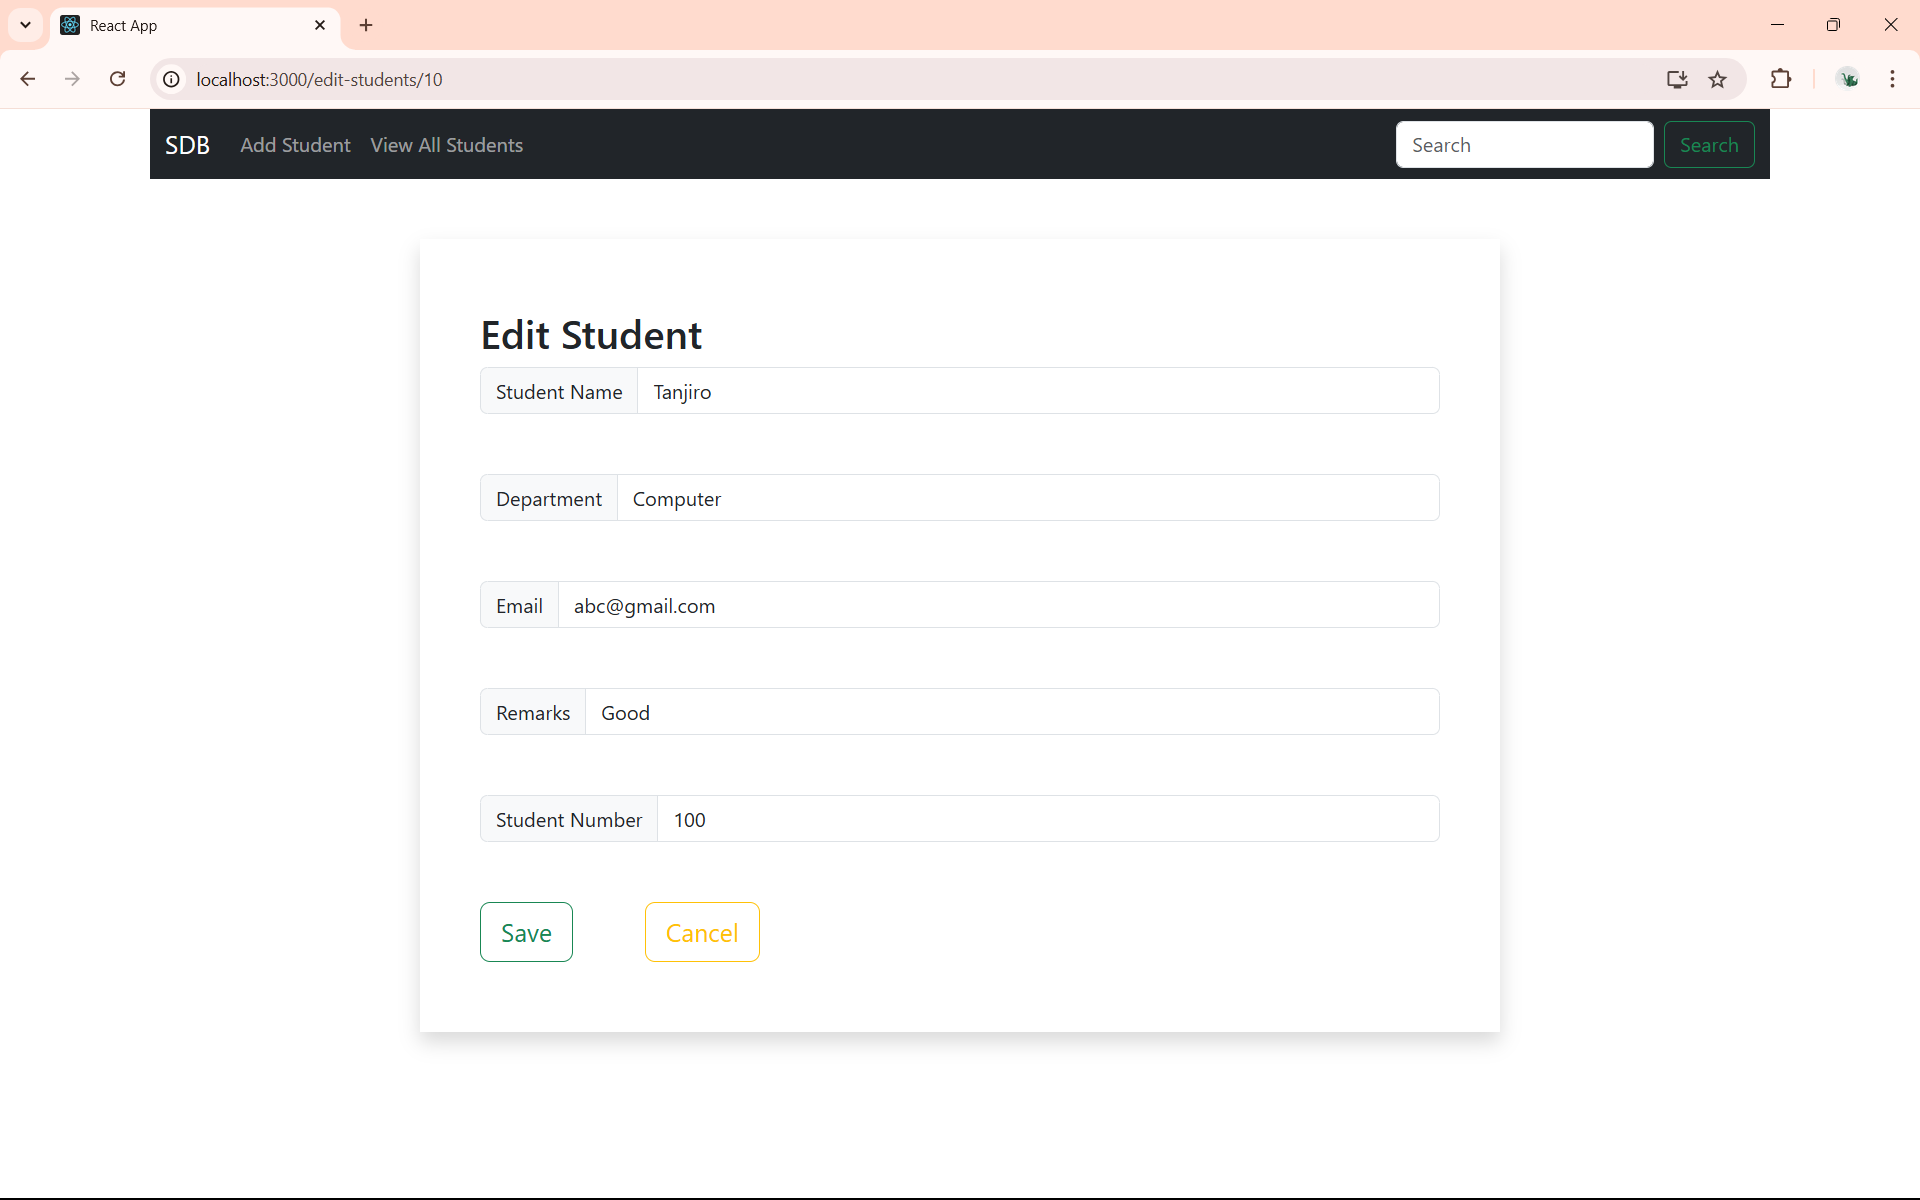 React App
localhost:3000/edit-students/10
SDB Add Student View All Students Search Search
Edit Student
Student Name Tanjiro
Department Computer
Email abc@gmail.com
Remarks Good
Student Number 100
Save Cancel